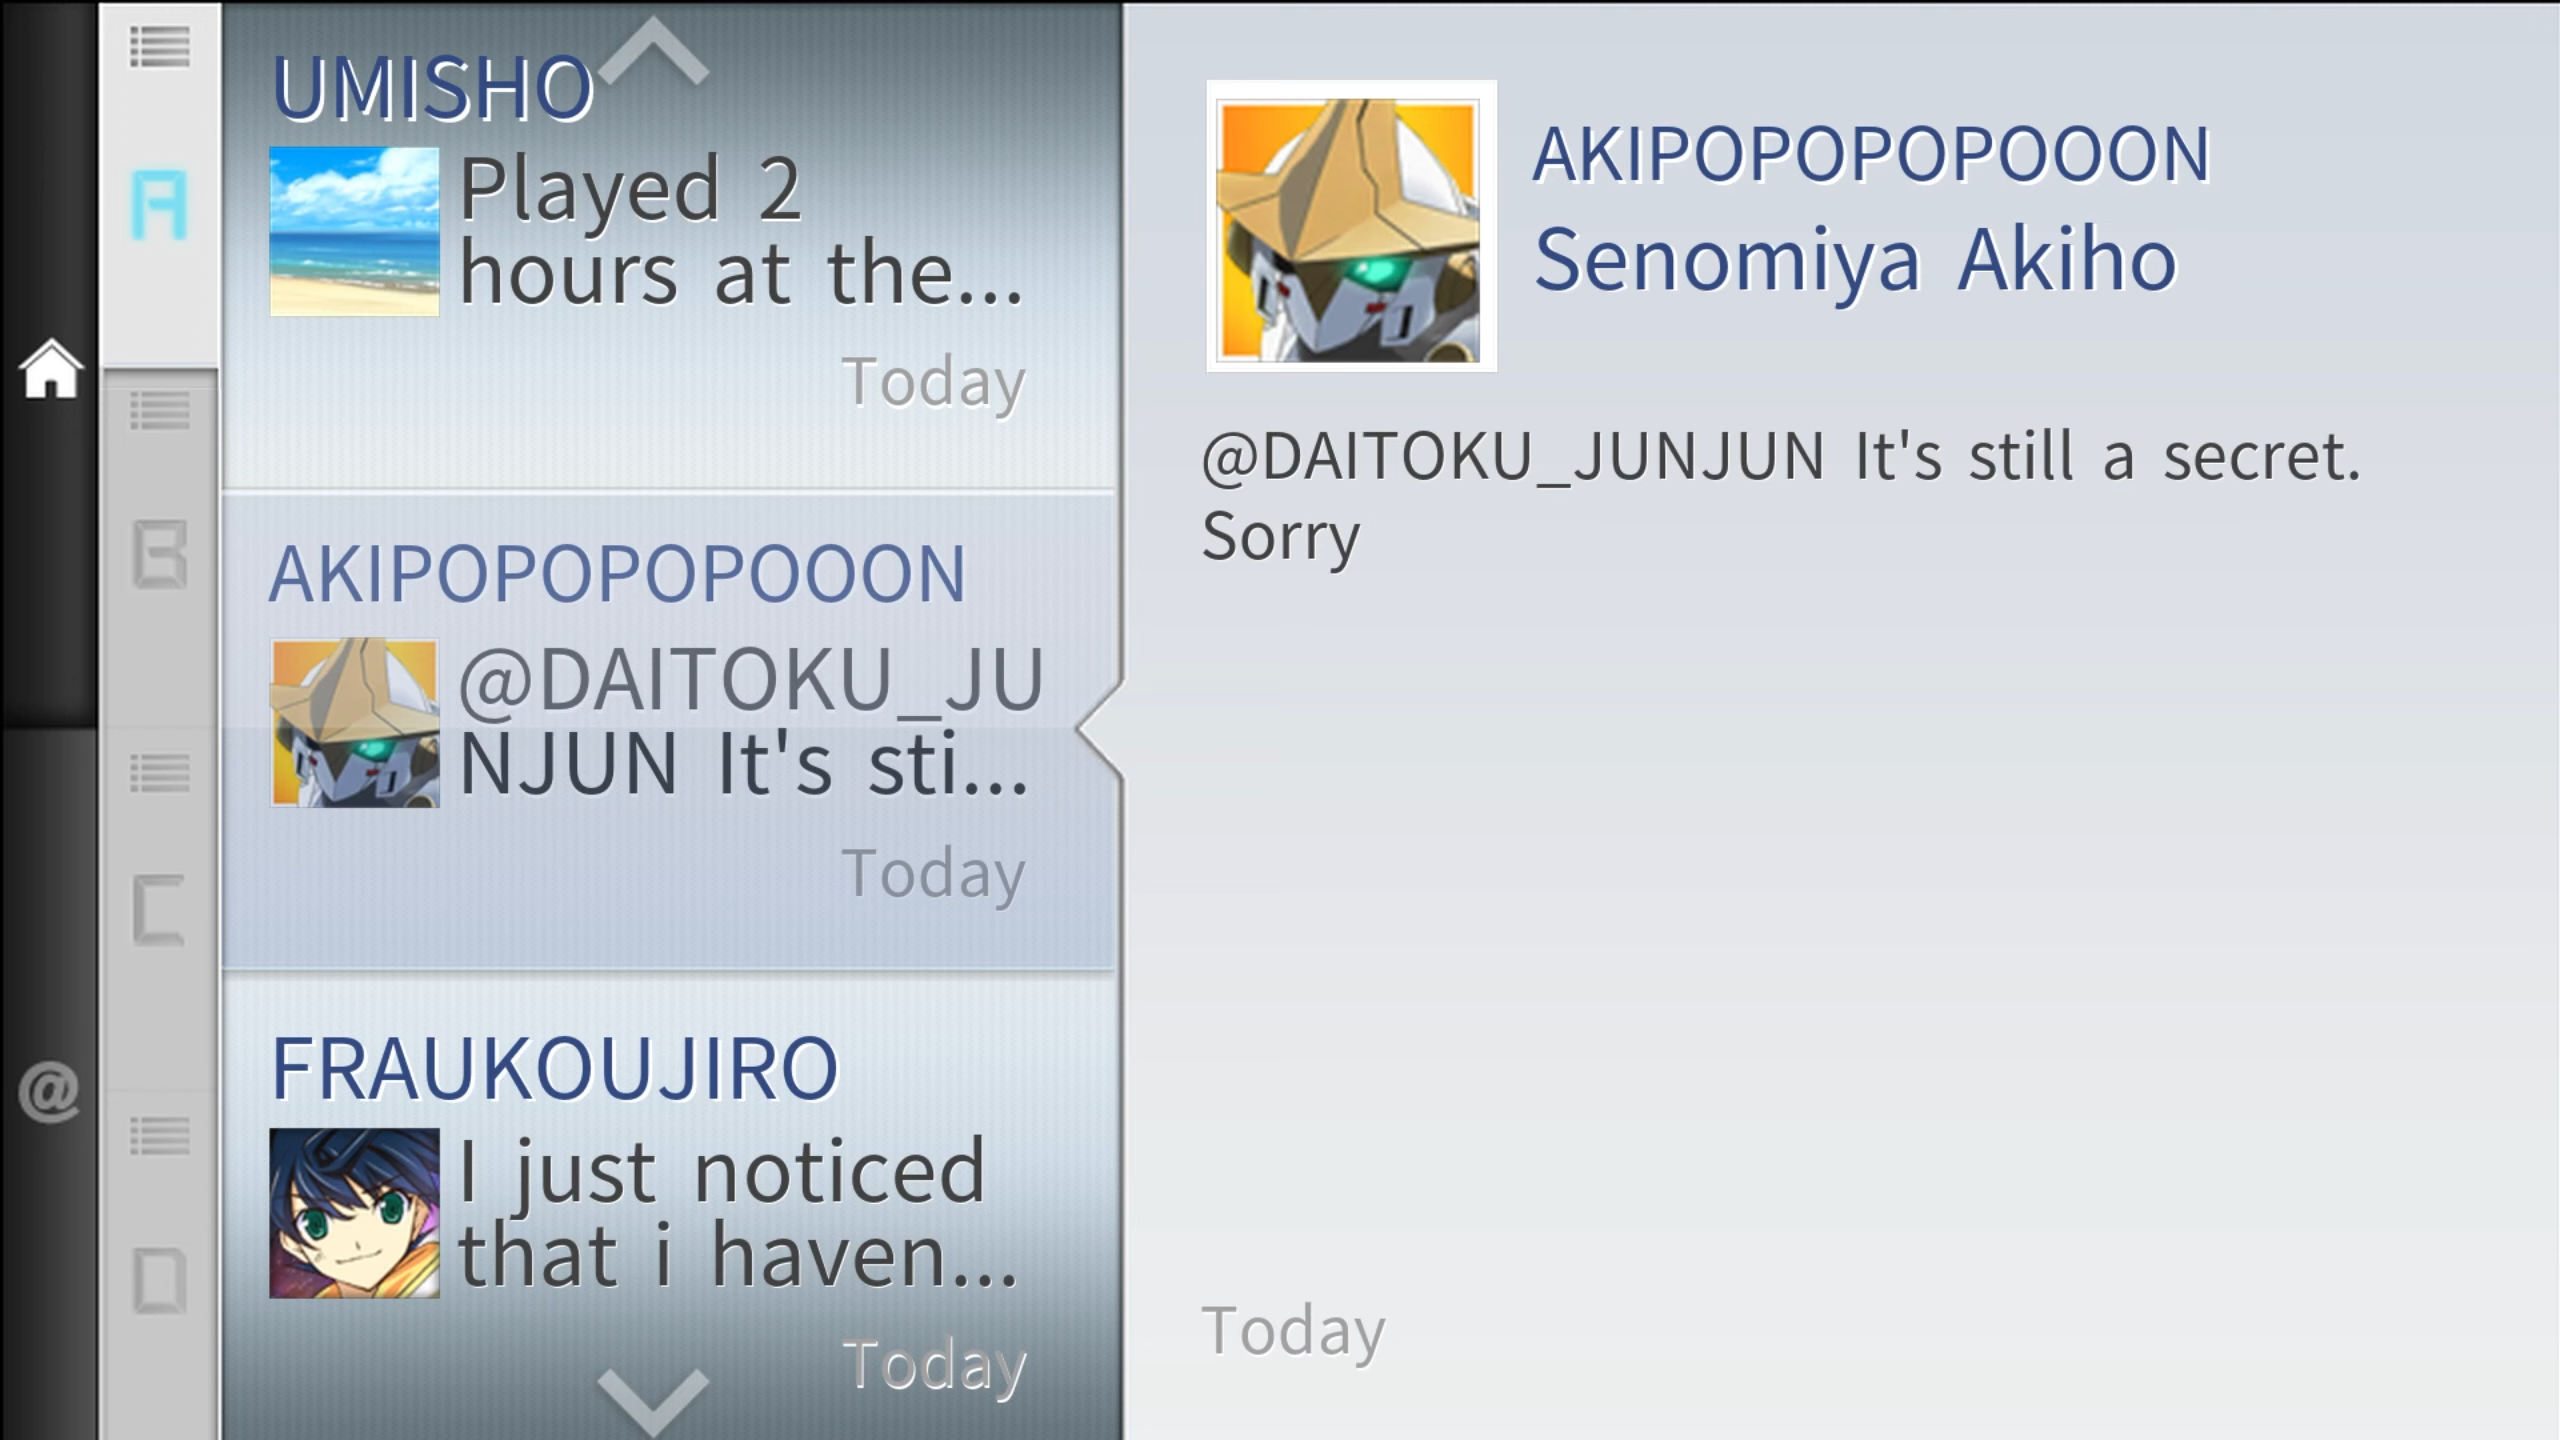 A
B
C
D
@
UMISHO
Played 2
hours at the...
Today
AKIPOPOPOPOOON
@DAITOKU_JU
NJUN It's sti...
Today
FRAUKOUJIRO
I just noticed
that i haven...
Today
AKIPOPOPOPOOON
Senomiya Akiho
@DAITOKU_JUNJUN It's still a secret.
Sorry
Today